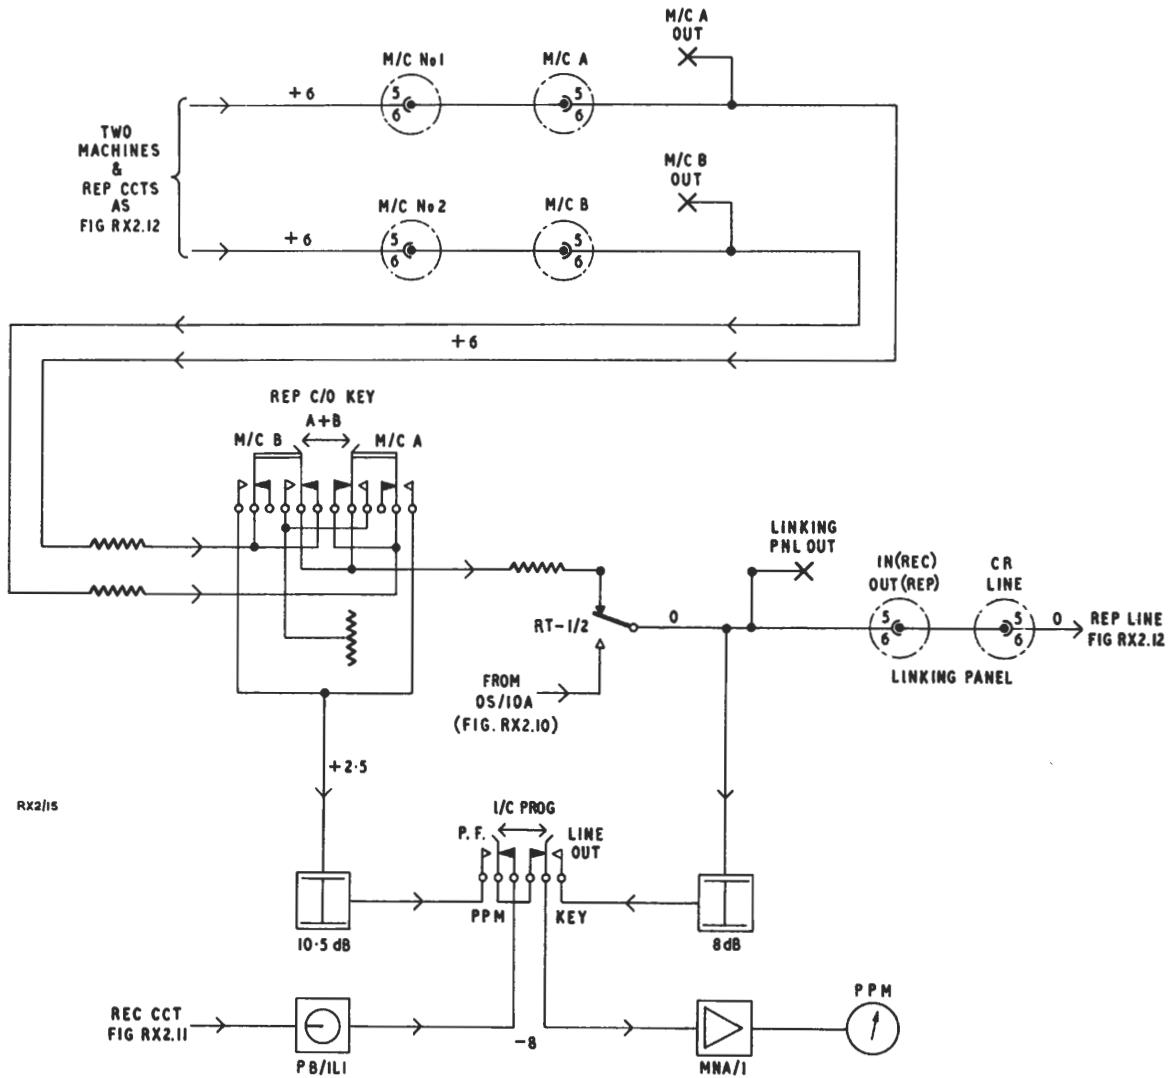 M/C A
OUT
M/C No1
M/C A
+6
5
6
5
6
TWO
MACHINES
&
REP CCTS
AS
FIG RX2.12
M/C B
OUT
M/C No2
M/C B
+6
5
6
5
6
+6
REP C/O KEY
A+B
M/C B
M/C A
LINKING
PNL OUT
IN(REC)
OUT(REP)
CR
LINE
RT-1/2
0
5
6
5
6
0
REP LINE
FIG RX2.12
LINKING PANEL
FROM
OS/10A
(FIG. RX2.10)
+2·5
RX2/15
I/C PROG
P.F.
LINE
OUT
PPM
KEY
10·5 dB
8dB
REC CCT
FIG RX2.11
-8
PPM
PB/1L1
MNA/1